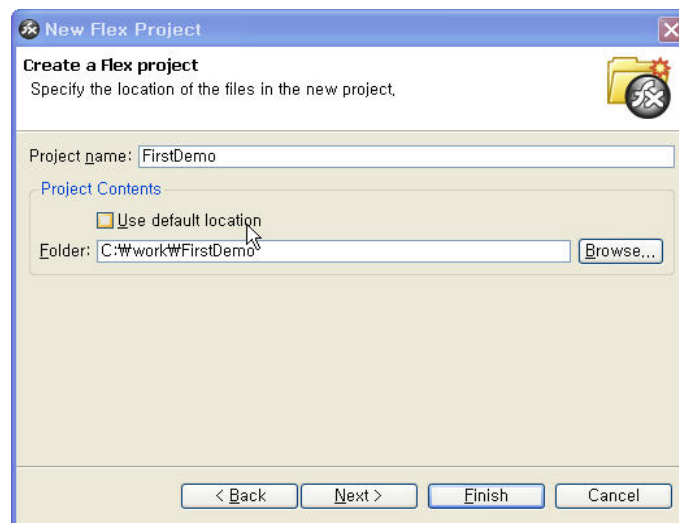 New Flex Project
Create a Flex project
Specify the location of the files in the new project,
Project name: FirstDemo
Project Contents
Use default location
Folder: C:₩work₩FirstDemo Browse...
< Back Next > Finish Cancel